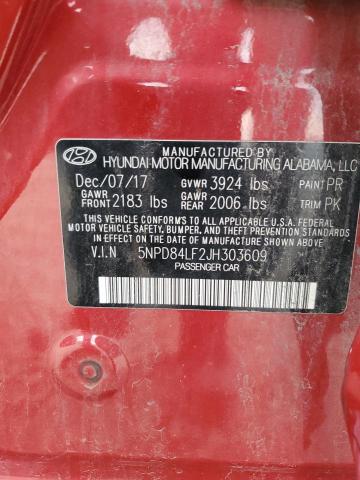 MANUFACTURED BY
HYUNDAI MOTOR MANUFACTURING ALABAMA, LLC
Dec/07/17 GVWR 3924 lbs PAINT PR
GAWR FRONT 2183 lbs GAWR REAR 2006 lbs TRIM PK
THIS VEHICLE CONFORMS TO ALL APPLICABLE U.S.A FEDERAL
MOTOR VEHICLE SAFETY, BUMPER, AND THEFT PREVENTION
STANDARDS IN EFFECT ON THE DATE OF MANUFACTURE SHOWN ABOVE.
V.I.N 5NPD84LF2JH303609
PASSENGER CAR